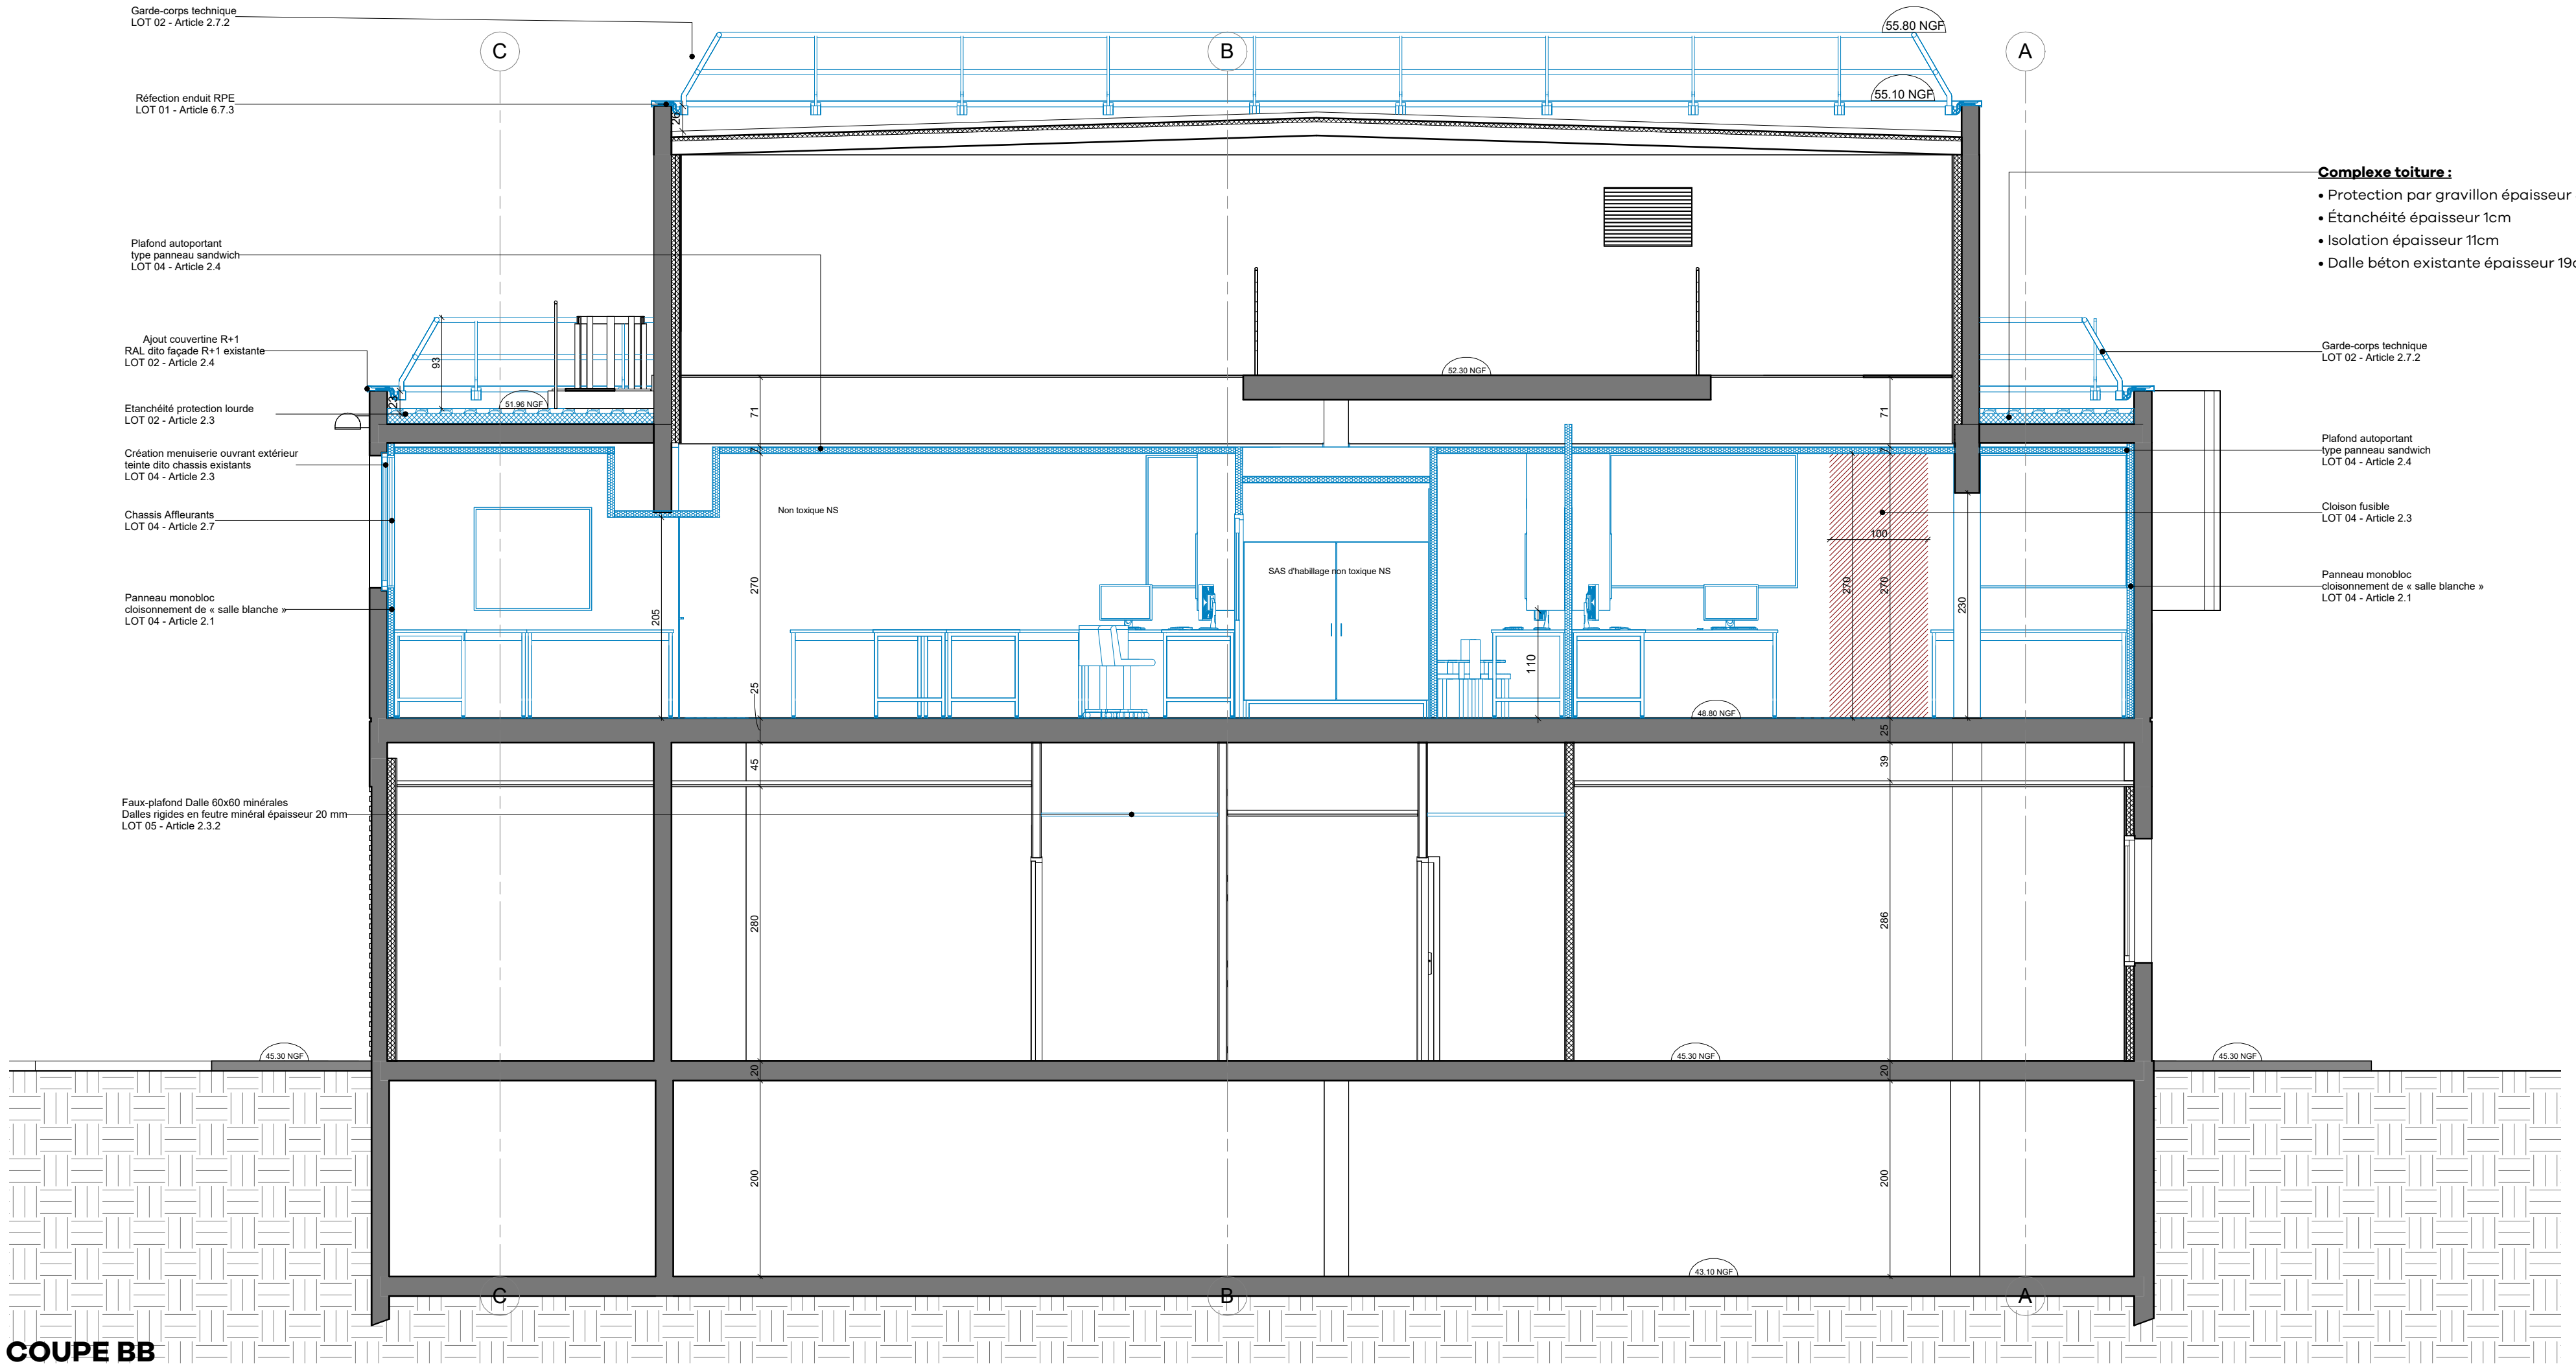 Garde-corps technique
LOT 02 - Article 2.7.2
Réfection enduit RPE
LOT 01 - Article 6.7.3
Plafond autoportant
type panneau sandwich
LOT 04 - Article 2.4
Ajout couvertine R+1
RAL dito façade R+1 existante
LOT 02 - Article 2.4
Etanchéité protection lourde
LOT 02 - Article 2.3
Création menuiserie ouvrant extérieur
teinte dito chassis existants
LOT 04 - Article 2.3
Chassis Affleurants
LOT 04 - Article 2.7
Panneau monobloc
cloisonnement de « salle blanche »
LOT 04 - Article 2.1
Faux-plafond Dalle 60x60 minérales
Dalles rigides en feutre minéral épaisseur 20 mm
LOT 05 - Article 2.3.2
C
B
A
55.80 NGF
55.10 NGF
26
93
23
51.96 NGF
52.30 NGF
71
71
7
7
Non toxique NS
SAS d'habillage non toxique NS
205
270
25
110
100
270
270
230
48.80 NGF
25
45
39
280
286
45.30 NGF
45.30 NGF
45.30 NGF
20
20
200
200
43.10 NGF
C
B
A
Complexe toiture :
• Protection par gravillon épaisseur
• Étanchéité épaisseur 1cm
• Isolation épaisseur 11cm
• Dalle béton existante épaisseur 19c
Garde-corps technique
LOT 02 - Article 2.7.2
Plafond autoportant
type panneau sandwich
LOT 04 - Article 2.4
Cloison fusible
LOT 04 - Article 2.3
Panneau monobloc
cloisonnement de « salle blanche »
LOT 04 - Article 2.1
COUPE BB